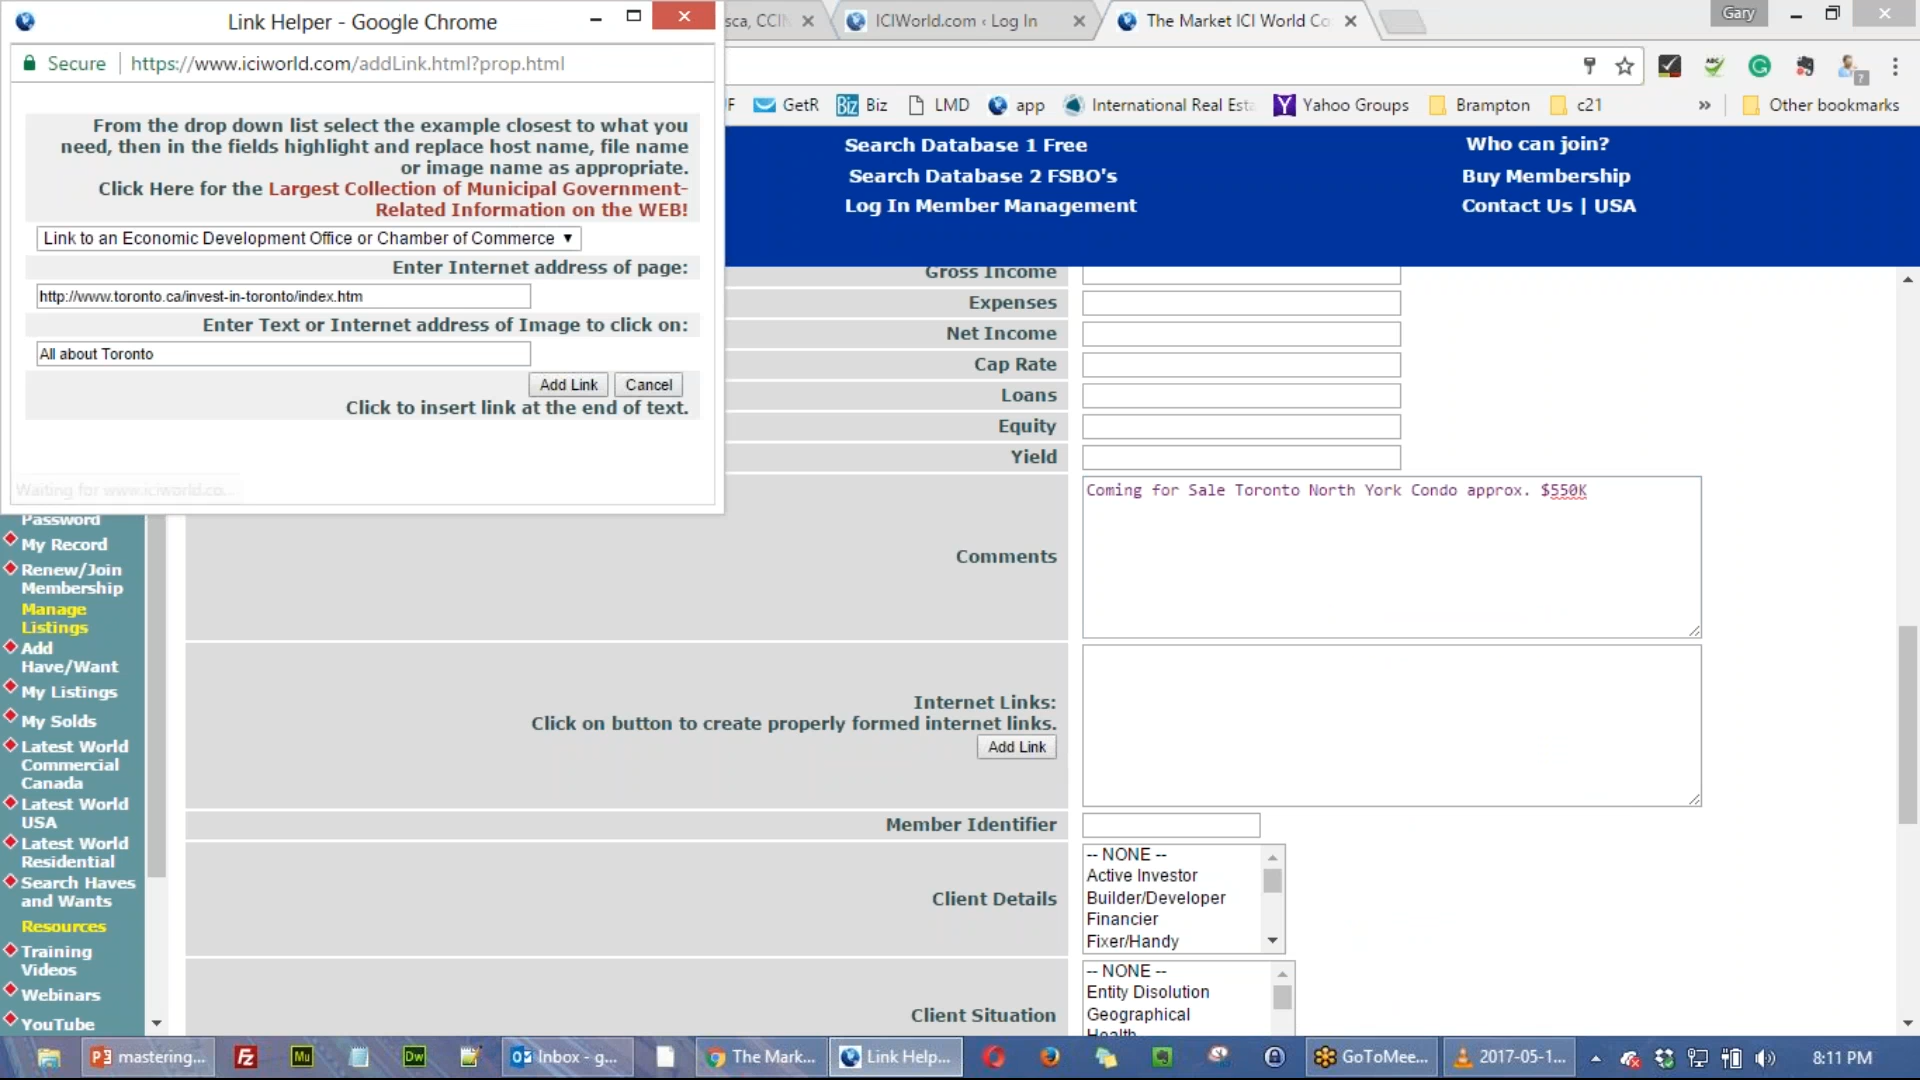 Link Helper - Google Chrome
Secure
https://www.iciworld.com/addLink.html?prop.html
From the drop down list select the example closest to what you
need, then in the fields highlight and replace host name, file name
or image name as appropriate.
Click Here for the Largest Collection of Municipal Government-
Related Information on the WEB!
Link to an Economic Development Office or Chamber of Commerce
Enter Internet address of page:
http://www.toronto.ca/invest-in-toronto/index.htm
Enter Text or Internet address of Image to click on:
All about Toronto
Add Link
Cancel
Click to insert link at the end of text.
Waiting for www.iciworld.co...
ICIWorld.com ‹ Log In
The Market ICI World Co
Gary
GetR
Biz
Biz
LMD
app
International Real Esta
Yahoo Groups
Brampton
c21
»
Other bookmarks
Search Database 1 Free
Search Database 2 FSBO's
Log In Member Management
Who can join?
Buy Membership
Contact Us | USA
Gross Income
Expenses
Net Income
Cap Rate
Loans
Equity
Yield
Comments
Coming for Sale Toronto North York Condo approx. $550K
Internet Links:
Click on button to create properly formed internet links.
Add Link
Member Identifier
Client Details
-- NONE --
Active Investor
Builder/Developer
Financier
Fixer/Handy
Client Situation
-- NONE --
Entity Disolution
Geographical
Health
Password
My Record
Renew/Join
Membership
Manage
Listings
Add
Have/Want
My Listings
My Solds
Latest World
Commercial
Canada
Latest World
USA
Latest World
Residential
Search Haves
and Wants
Resources
Training
Videos
Webinars
YouTube
mastering...
Fz
Mu
Dw
Inbox - g...
The Mark...
Link Help...
GoToMee...
2017-05-1...
8:11 PM